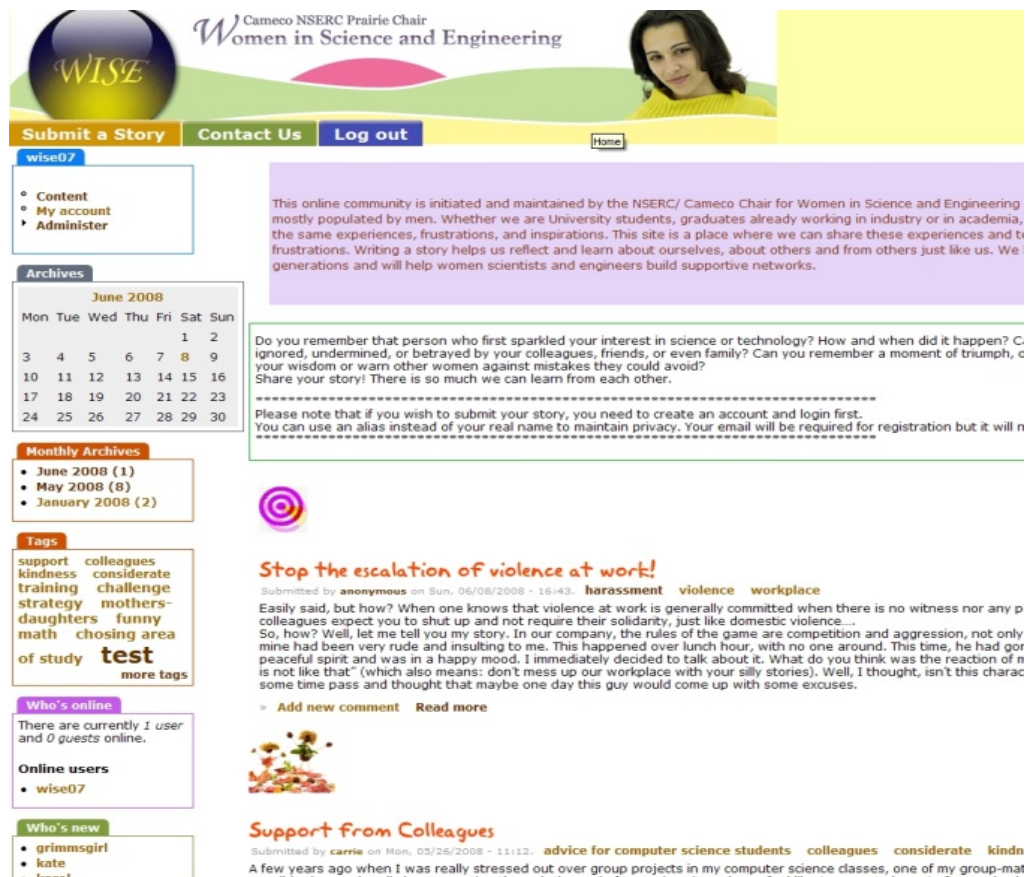 WISE
Cameco NSERC Prairie Chair
Women in Science and Engineering
Submit a Story
Contact Us
Log out
Home
wise07
Content
My account
Administer
Archives
June 2008
Mon Tue Wed Thu Fri Sat Sun
1 2
3 4 5 6 7 8 9
10 11 12 13 14 15 16
17 18 19 20 21 22 23
24 25 26 27 28 29 30
Monthly Archives
June 2008 (1)
May 2008 (8)
January 2008 (2)
Tags
support colleagues
kindness considerate
training challenge
strategy mothers-
daughters funny
math chosing area
of study test
more tags
Who's online
There are currently 1 user
and 0 guests online.
Online users
wise07
Who's new
grimmsgirl
kate
This online community is initiated and maintained by the NSERC/ Cameco Chair for Women in Science and Engineering
mostly populated by men. Whether we are University students, graduates already working in industry or in academia,
the same experiences, frustrations, and inspirations. This site is a place where we can share these experiences and
frustrations. Writing a story helps us reflect and learn about ourselves, about others and from others just like us. We
generations and will help women scientists and engineers build supportive networks.
Do you remember that person who first sparkled your interest in science or technology? How and when did it happen?
ignored, undermined, or betrayed by your colleagues, friends, or even family? Can you remember a moment of triumph,
your wisdom or warn other women against mistakes they could avoid?
Share your story! There is so much we can learn from each other.
Please note that if you wish to submit your story, you need to create an account and login first.
You can use an alias instead of your real name to maintain privacy. Your email will be required for registration but it will
Stop the escalation of violence at work!
Submitted by anonymous on Sun, 06/08/2008 - 16:43. harassment violence workplace
Easily said, but how? When one knows that violence at work is generally committed when there is no witness nor any
colleagues expect you to shut up and not require their solidarity, just like domestic violence....
So, how? Well, let me tell you my story. In our company, the rules of the game are competition and aggression, not only
mine had been very rude and insulting to me. This happened over lunch hour, with no one around. This time, he had
peaceful spirit and was in a happy mood. I immediately decided to talk about it. What do you think was the reaction of
is not like that" (which also means: don't mess up our workplace with your silly stories). Well, I thought, isn't this
some time pass and thought that maybe one day this guy would come up with some excuses.
» Add new comment Read more
Support From Colleagues
Submitted by carrie on Mon, 05/26/2008 - 11:12. advice for computer science students colleagues considerate
A few years ago when I was really stressed out over group projects in my computer science classes, one of my